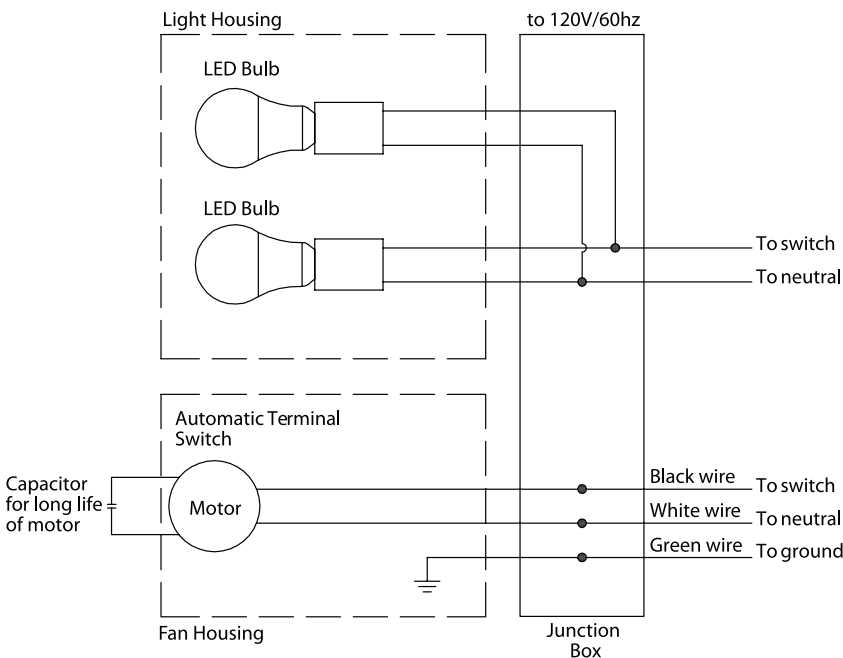 Light Housing
to 120V/60hz
LED Bulb
LED Bulb
To switch
To neutral
Automatic Terminal
Switch
Capacitor
for long life
of motor
Motor
Black wire
To switch
White wire
To neutral
Green wire
To ground
Fan Housing
Junction
Box